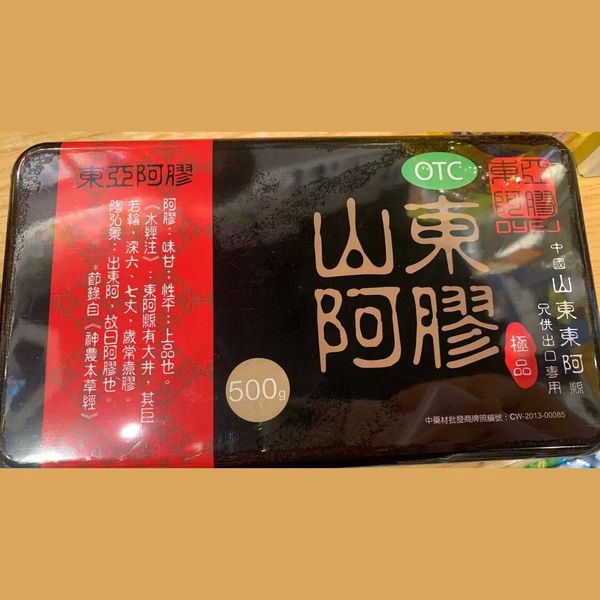 東亞阿膠
阿膠：味甘；性平；上品也。
《水經注》：東阿縣有大井，其巨
若輪，深六、七丈，歲常煮膠。
陶弘景：出東阿，故曰阿膠也。
*節錄自《神農本草經》
500g
OTC
山東
阿膠
極品
東亞
阿膠
DYEJ
中國山東東阿縣
只供出口專用
中藥材批發商牌照編號：CW-2013-00085